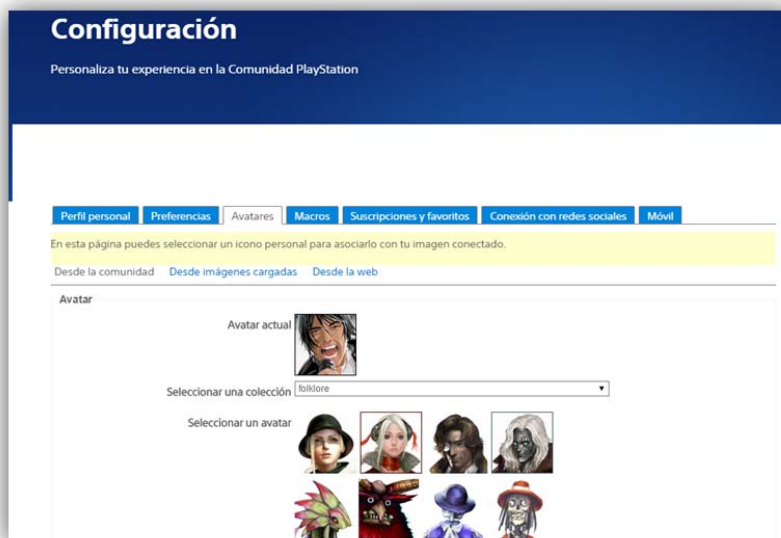 Configuración
Personaliza tu experiencia en la Comunidad PlayStation
Perfil personal Preferencias Avatares Macros Suscripciones y favoritos Conexión con redes sociales Móvil
En esta página puedes seleccionar un icono personal para asociarlo con tu imagen conectado.
Desde la comunidad Desde imágenes cargadas Desde la web
Avatar
Avatar actual
Seleccionar una colección folklore
Seleccionar un avatar